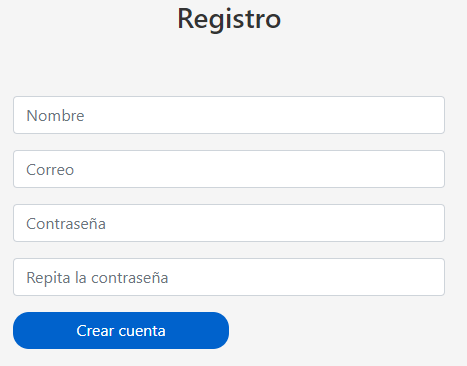 Registro
Nombre
Correo
Contraseña
Repita la contraseña
Crear cuenta